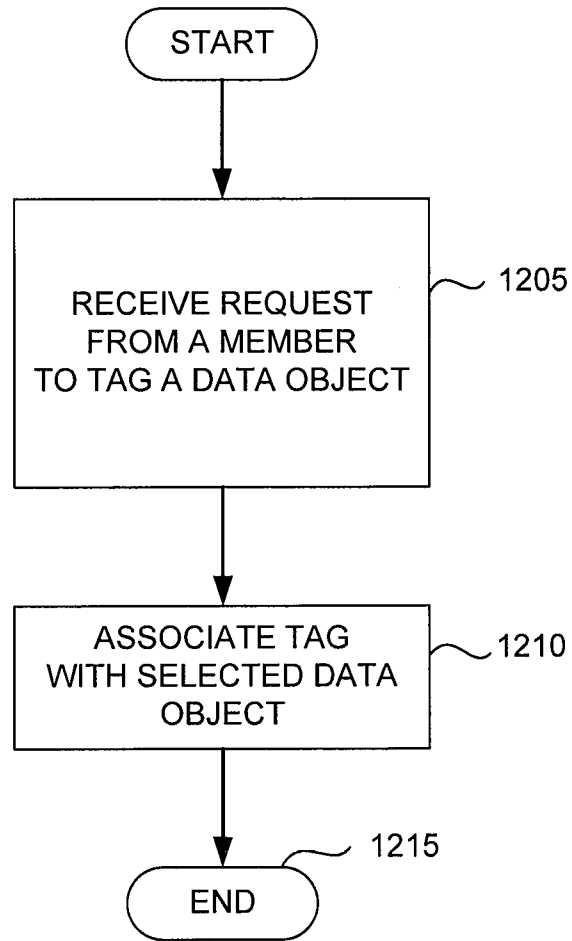 START
RECEIVE REQUEST
FROM A MEMBER
TO TAG A DATA OBJECT
1205
ASSOCIATE TAG
WITH SELECTED DATA
OBJECT
1210
1215
END